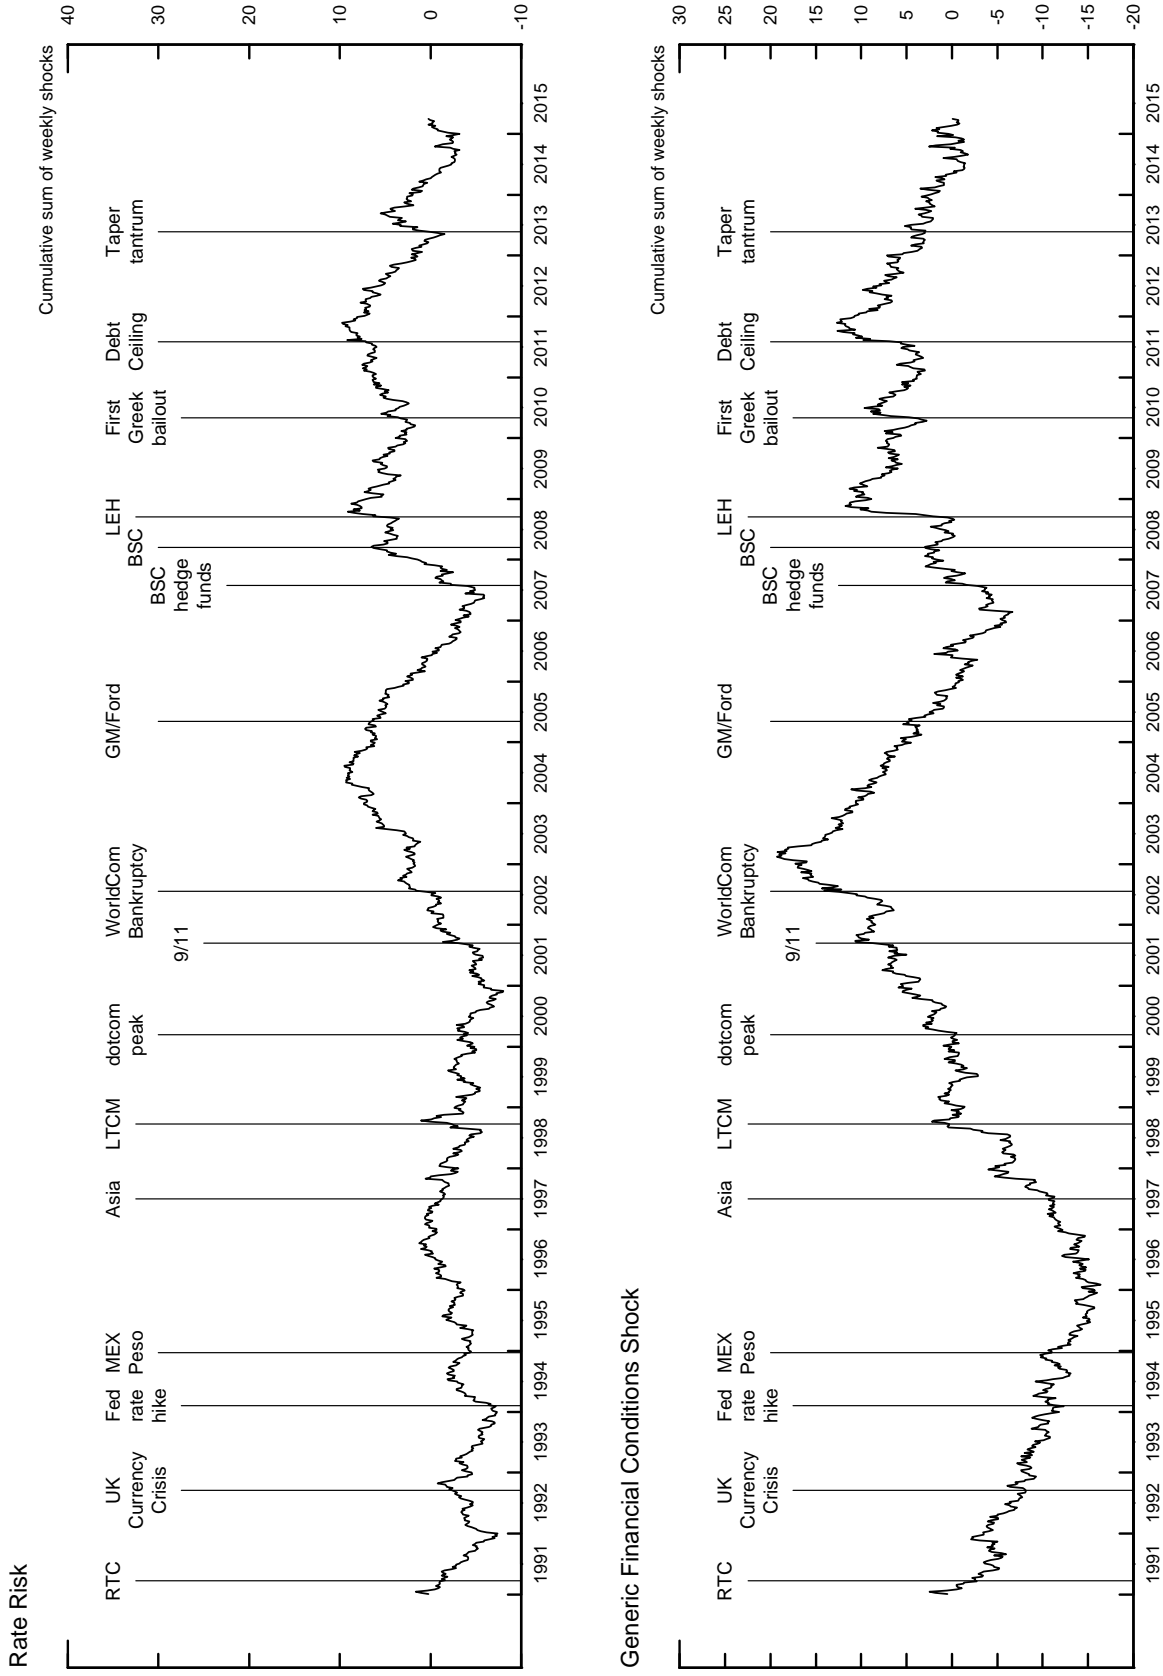 Rate Risk
Cumulative sum of weekly shocks
40
30
20
10
0
-10
RTC
UK
Currency
Crisis
Fed
rate
hike
MEX
Peso
Asia
LTCM
dotcom
peak
9/11
WorldCom
Bankruptcy
GM/Ford
BSC
hedge
funds
BSC
LEH
First
Greek
bailout
Debt
Ceiling
Taper
tantrum
1991 1992 1993 1994 1995 1996 1997 1998 1999 2000 2001 2002 2003 2004 2005 2006 2007 2008 2009 2010 2011 2012 2013 2014 2015
Generic Financial Conditions Shock
Cumulative sum of weekly shocks
30
25
20
15
10
5
0
-5
-10
-15
-20
RTC
UK
Currency
Crisis
Fed
rate
hike
MEX
Peso
Asia
LTCM
dotcom
peak
9/11
WorldCom
Bankruptcy
GM/Ford
BSC
hedge
funds
BSC
LEH
First
Greek
bailout
Debt
Ceiling
Taper
tantrum
1991 1992 1993 1994 1995 1996 1997 1998 1999 2000 2001 2002 2003 2004 2005 2006 2007 2008 2009 2010 2011 2012 2013 2014 2015